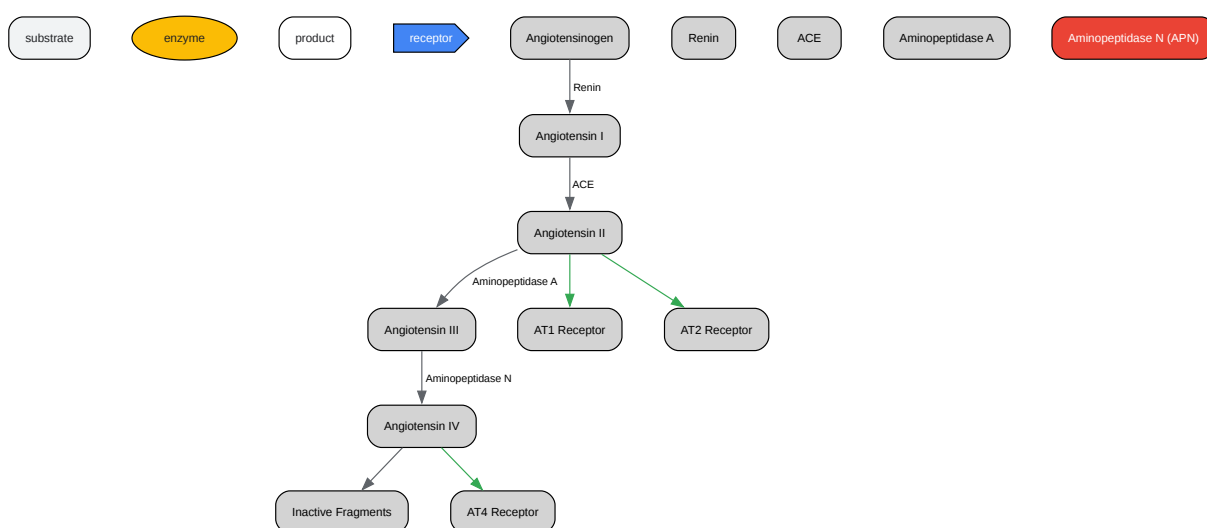 substrate
enzyme
product
receptor
Angiotensinogen
Renin
ACE
Aminopeptidase A
Aminopeptidase N (APN)
Renin
Angiotensin I
ACE
Angiotensin II
Aminopeptidase A
Angiotensin III
AT1 Receptor
AT2 Receptor
Aminopeptidase N
Angiotensin IV
Inactive Fragments
AT4 Receptor